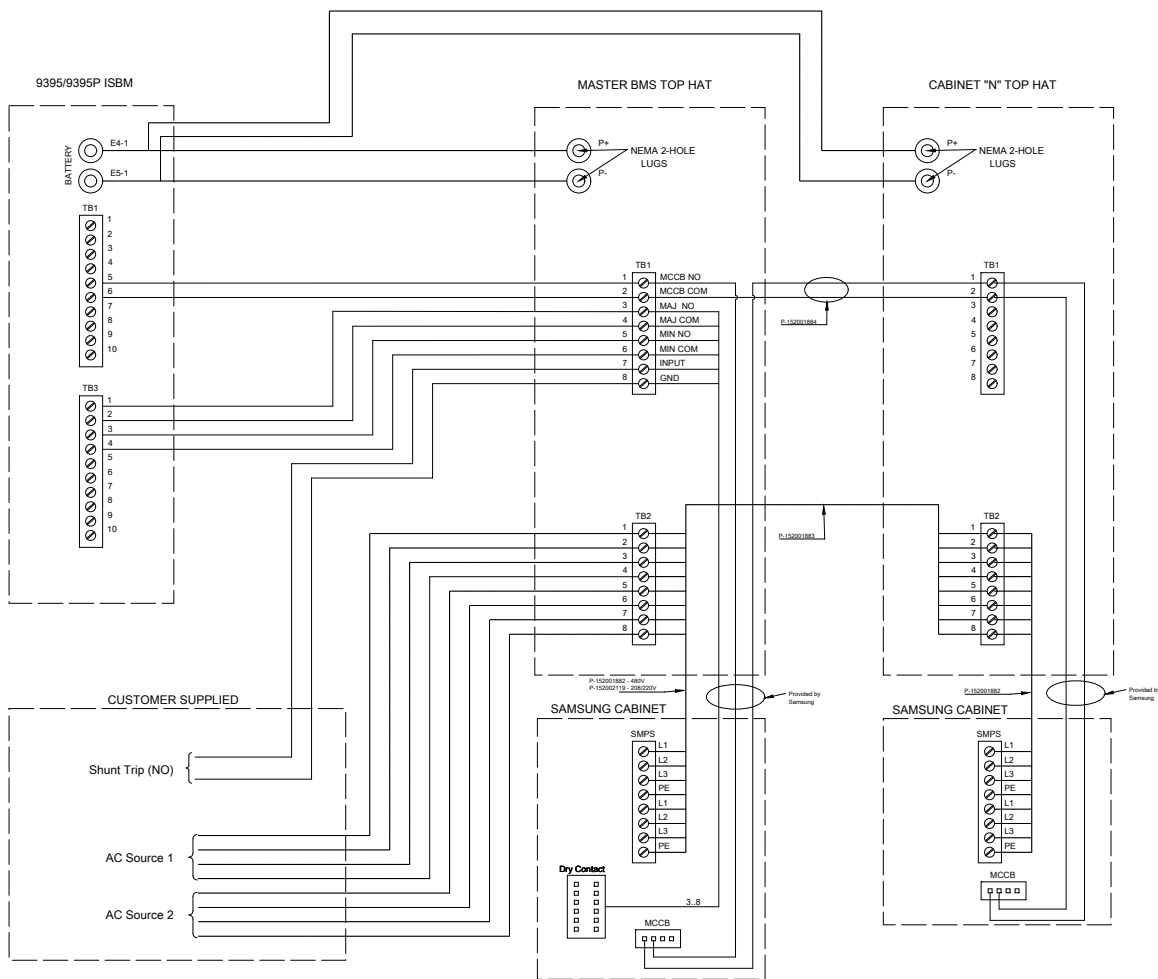 9395/9395P ISBM
MASTER BMS TOP HAT
CABINET "N" TOP HAT
BATTERY
E4-1
E5-1
P+
P-
NEMA 2-HOLE
LUGS
P+
P-
NEMA 2-HOLE
LUGS
TB1
1
2
3
4
5
6
7
8
9
10
TB3
1
2
3
4
5
6
7
8
9
10
TB1
1 MCCB NO
2 MCCB COM
3 MAJ NO
4 MAJ COM
5 MIN NO
6 MIN COM
7 INPUT
8 GND
P-152001884
TB1
1
2
3
4
5
6
7
8
TB2
1
2
3
4
5
6
7
8
P-152001883
TB2
1
2
3
4
5
6
7
8
P-152001882 - 480V
P-152002119 - 208/220V
Provided by
Samsung
P-152001882
Provided by
Samsung
CUSTOMER SUPPLIED
Shunt Trip (NO)
AC Source 1
AC Source 2
SAMSUNG CABINET
SMPS
L1
L2
L3
PE
L1
L2
L3
PE
Dry Contact
3..8
MCCB
SAMSUNG CABINET
SMPS
L1
L2
L3
PE
L1
L2
L3
PE
MCCB